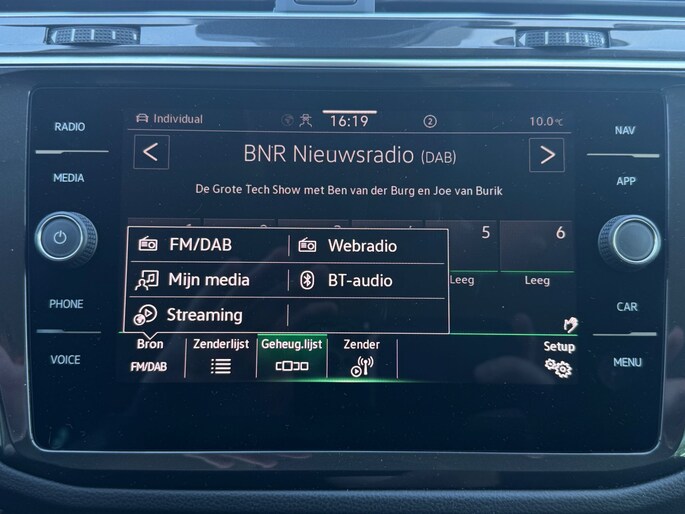 RADIO
MEDIA
PHONE
VOICE
Individual 16:19 2 10.0°C
< BNR Nieuwsradio (DAB) >
De Grote Tech Show met Ben van der Burg en Joe van Burik
5 6
Leeg Leeg
FM/DAB Webradio
Mijn media BT-audio
Streaming
Bron Zenderlijst Geheug.lijst Zender Setup
FM/DAB
NAV
APP
CAR
MENU